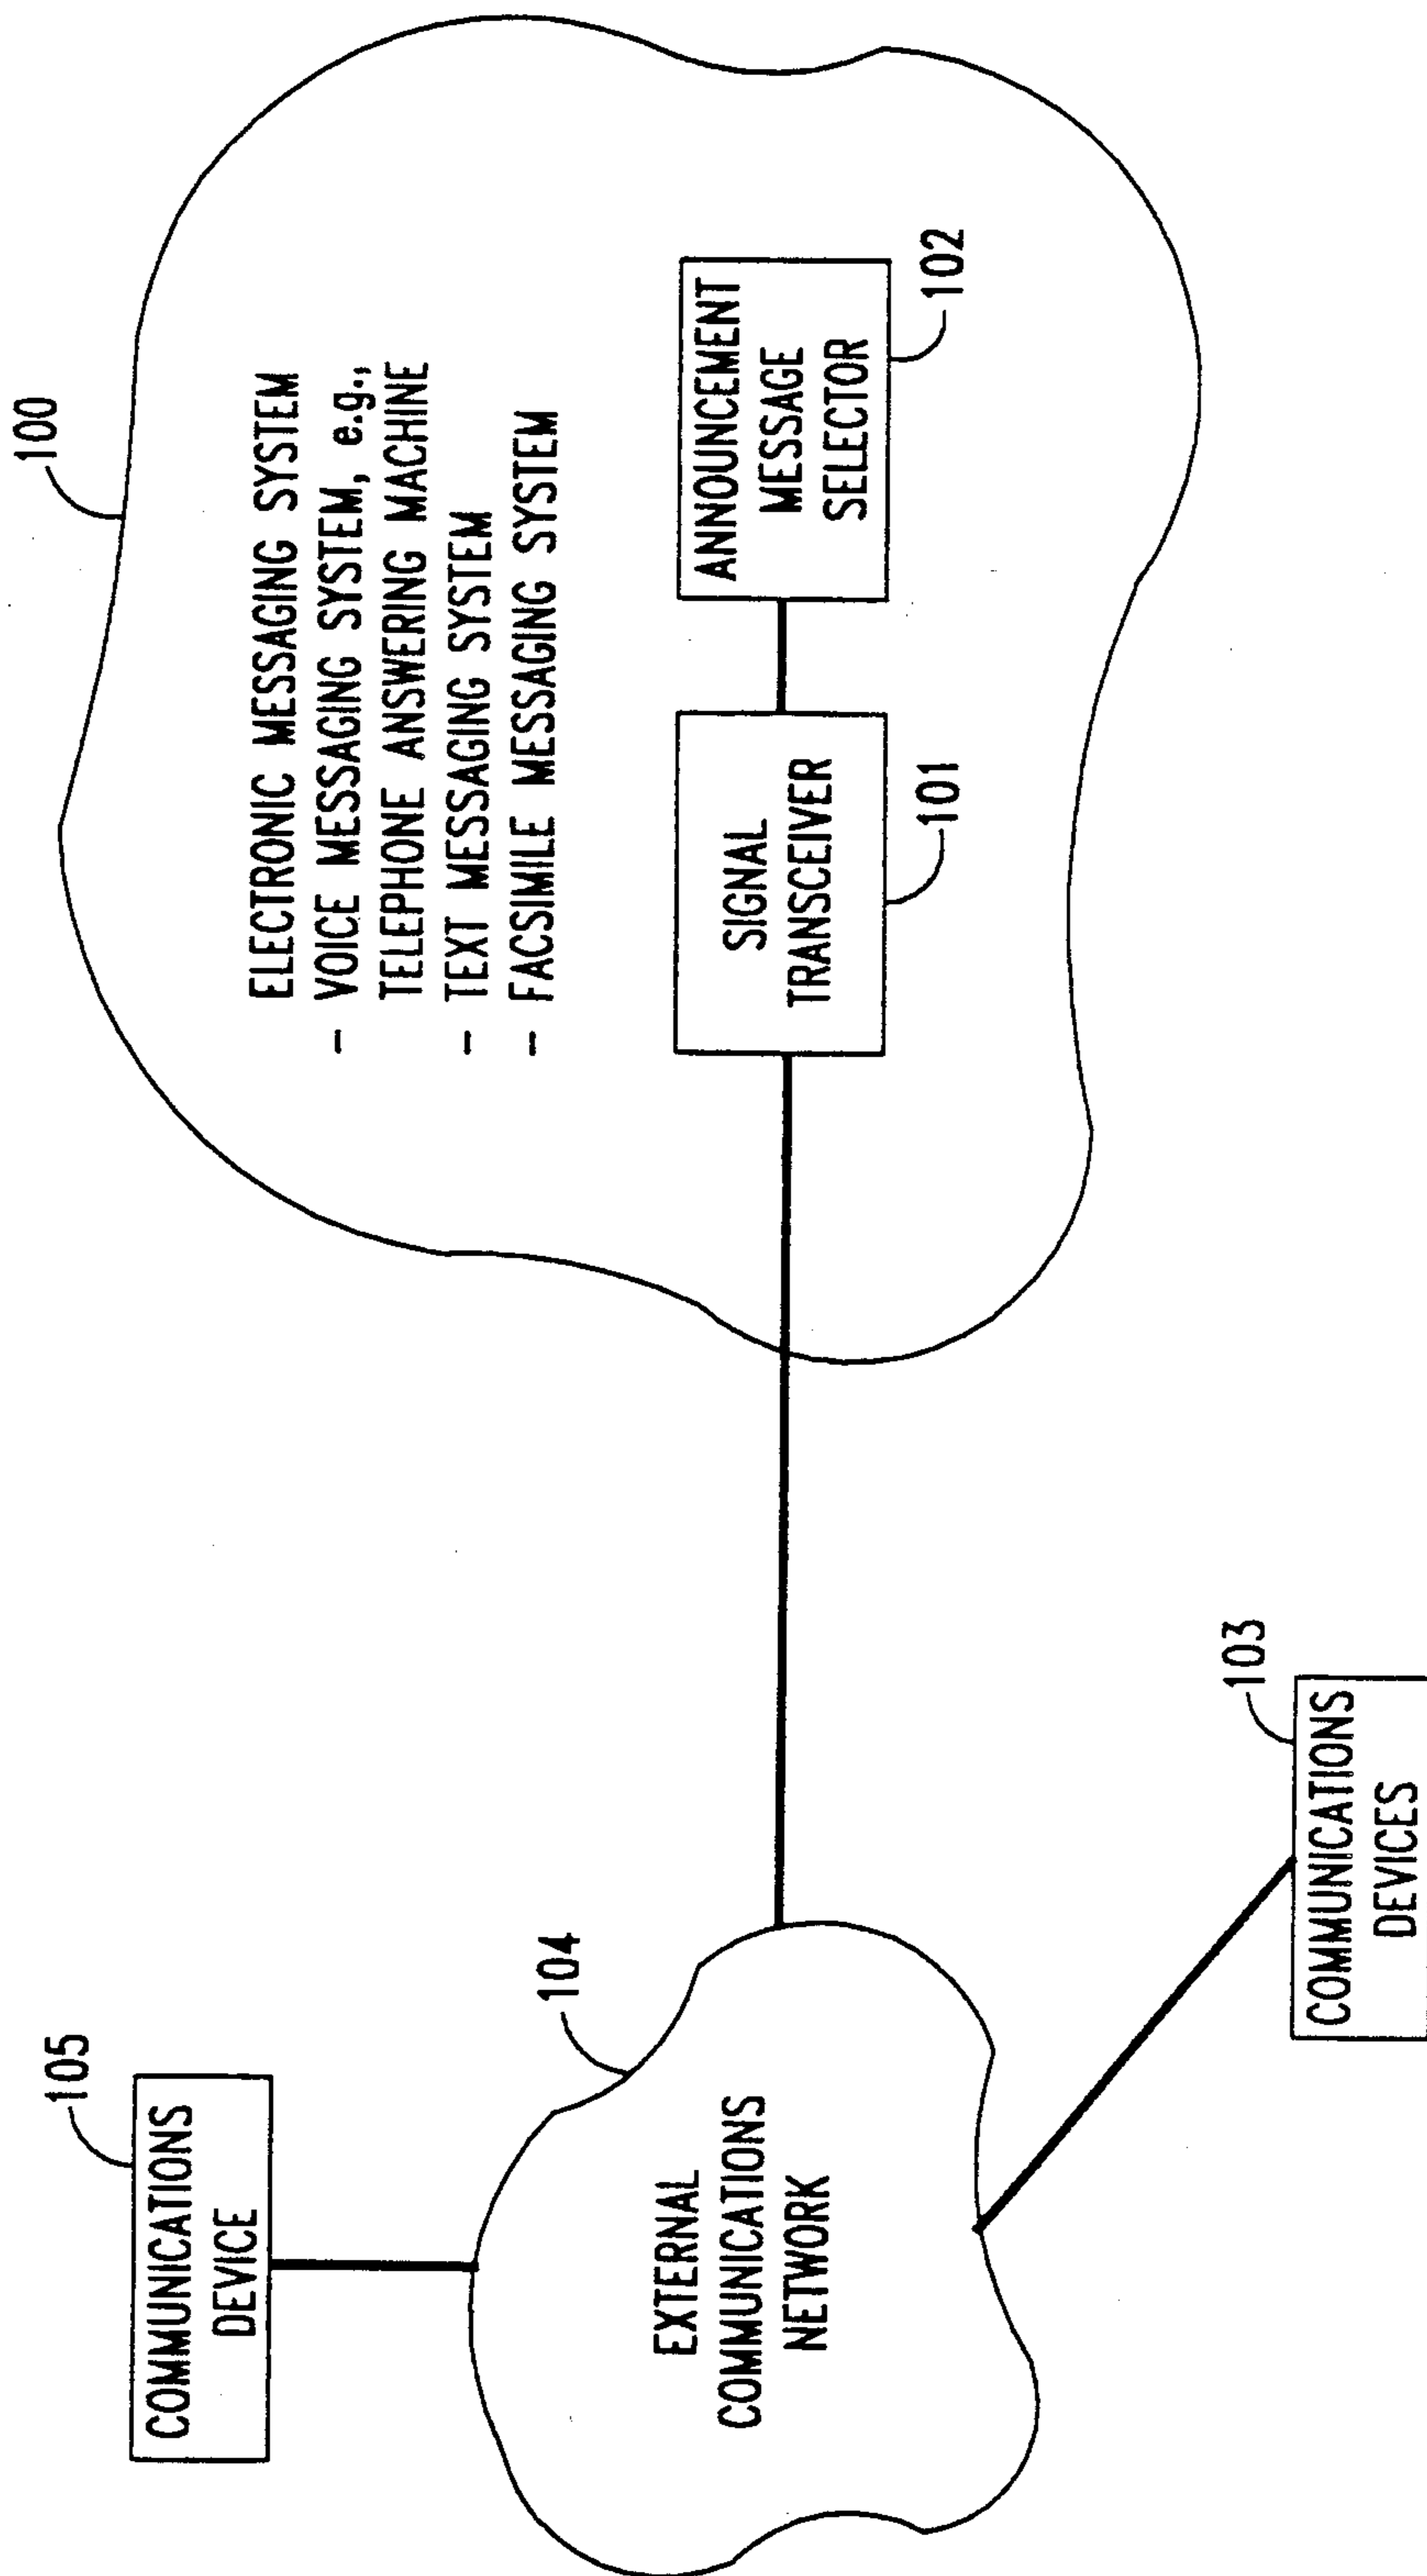 100
ELECTRONIC MESSAGING SYSTEM
- VOICE MESSAGING SYSTEM, e.g.,
TELEPHONE ANSWERING MACHINE
- TEXT MESSAGING SYSTEM
- FACSIMILE MESSAGING SYSTEM
105
COMMUNICATIONS
DEVICE
104
EXTERNAL
COMMUNICATIONS
NETWORK
SIGNAL
TRANSCEIVER
101
ANNOUNCEMENT
MESSAGE
SELECTOR
102
103
COMMUNICATIONS
DEVICES